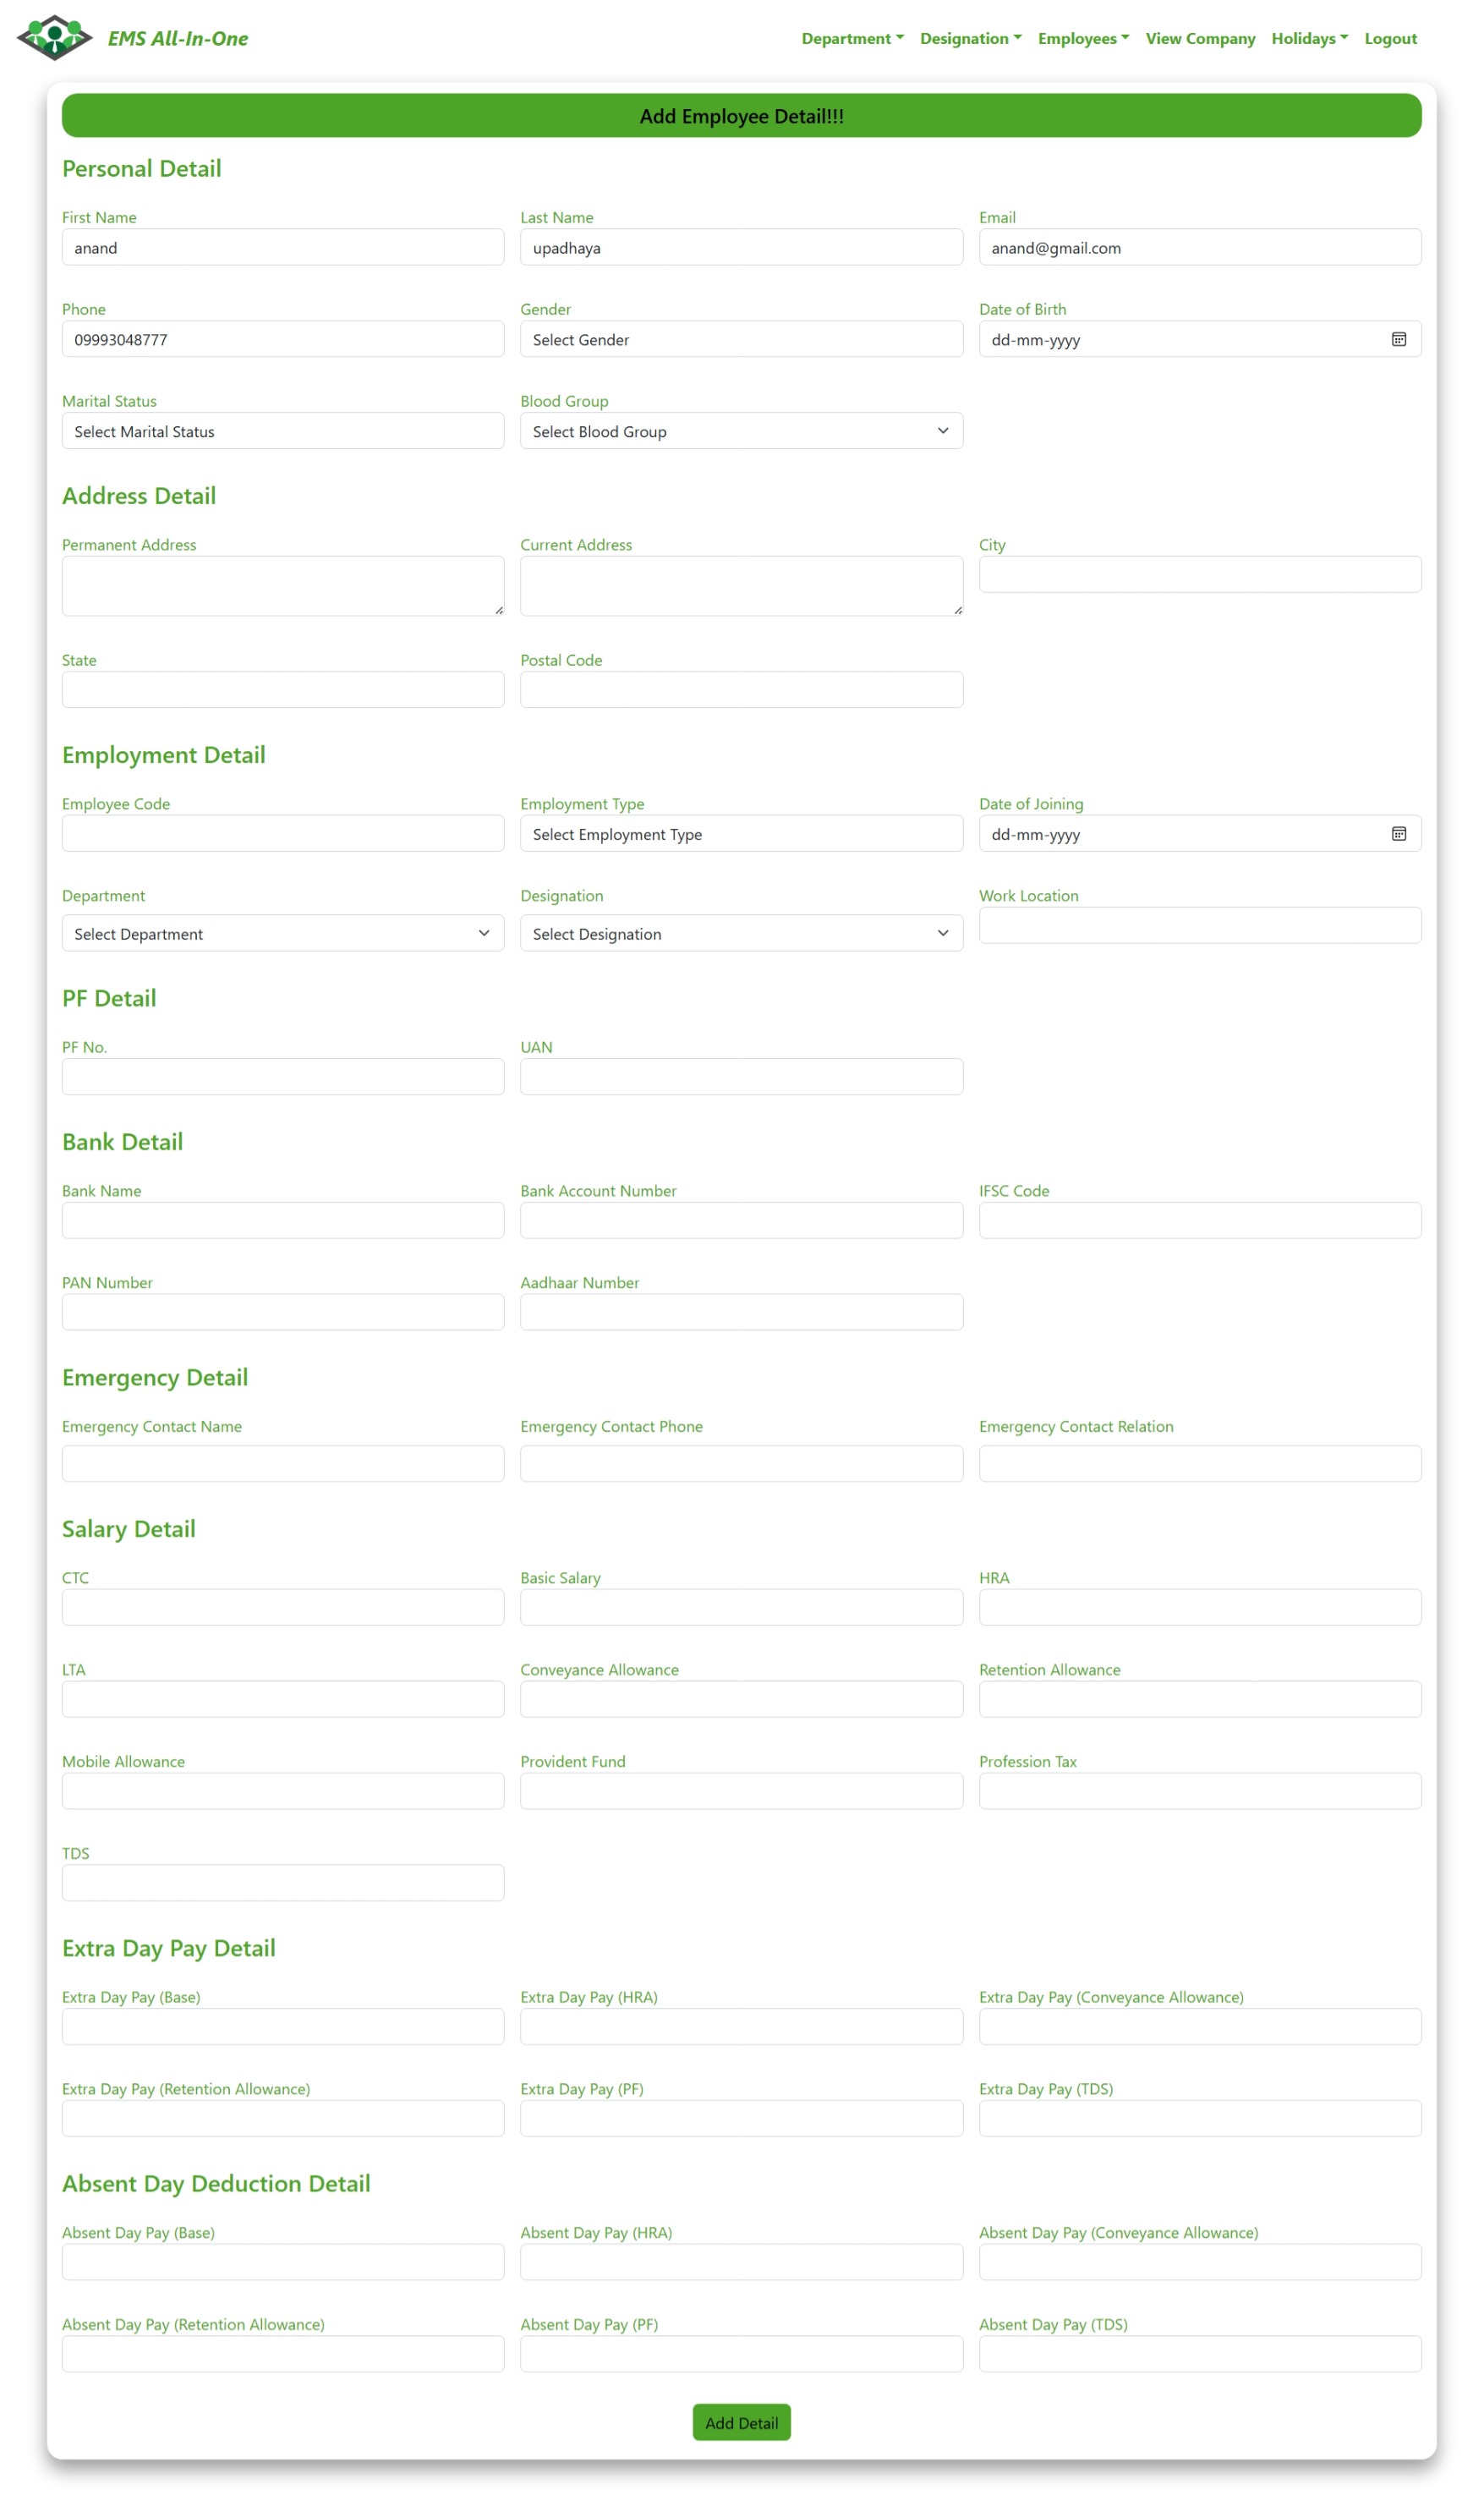 EMS All-In-One Department Designation Employees View Company Holidays Logout
Add Employee Detail!!!
Personal Detail
First Name Last Name Email
anand upadhaya anand@gmail.com
Phone Gender Date of Birth
09993048777 Select Gender dd-mm-yyyy
Marital Status Blood Group
Select Marital Status Select Blood Group
Address Detail
Permanent Address Current Address City
State Postal Code
Employment Detail
Employee Code Employment Type Date of Joining
Select Employment Type dd-mm-yyyy
Department Designation Work Location
Select Department Select Designation
PF Detail
PF No. UAN
Bank Detail
Bank Name Bank Account Number IFSC Code
PAN Number Aadhaar Number
Emergency Detail
Emergency Contact Name Emergency Contact Phone Emergency Contact Relation
Salary Detail
CTC Basic Salary HRA
LTA Conveyance Allowance Retention Allowance
Mobile Allowance Provident Fund Profession Tax
TDS
Extra Day Pay Detail
Extra Day Pay (Base) Extra Day Pay (HRA) Extra Day Pay (Conveyance Allowance)
Extra Day Pay (Retention Allowance) Extra Day Pay (PF) Extra Day Pay (TDS)
Absent Day Deduction Detail
Absent Day Pay (Base) Absent Day Pay (HRA) Absent Day Pay (Conveyance Allowance)
Absent Day Pay (Retention Allowance) Absent Day Pay (PF) Absent Day Pay (TDS)
Add Detail